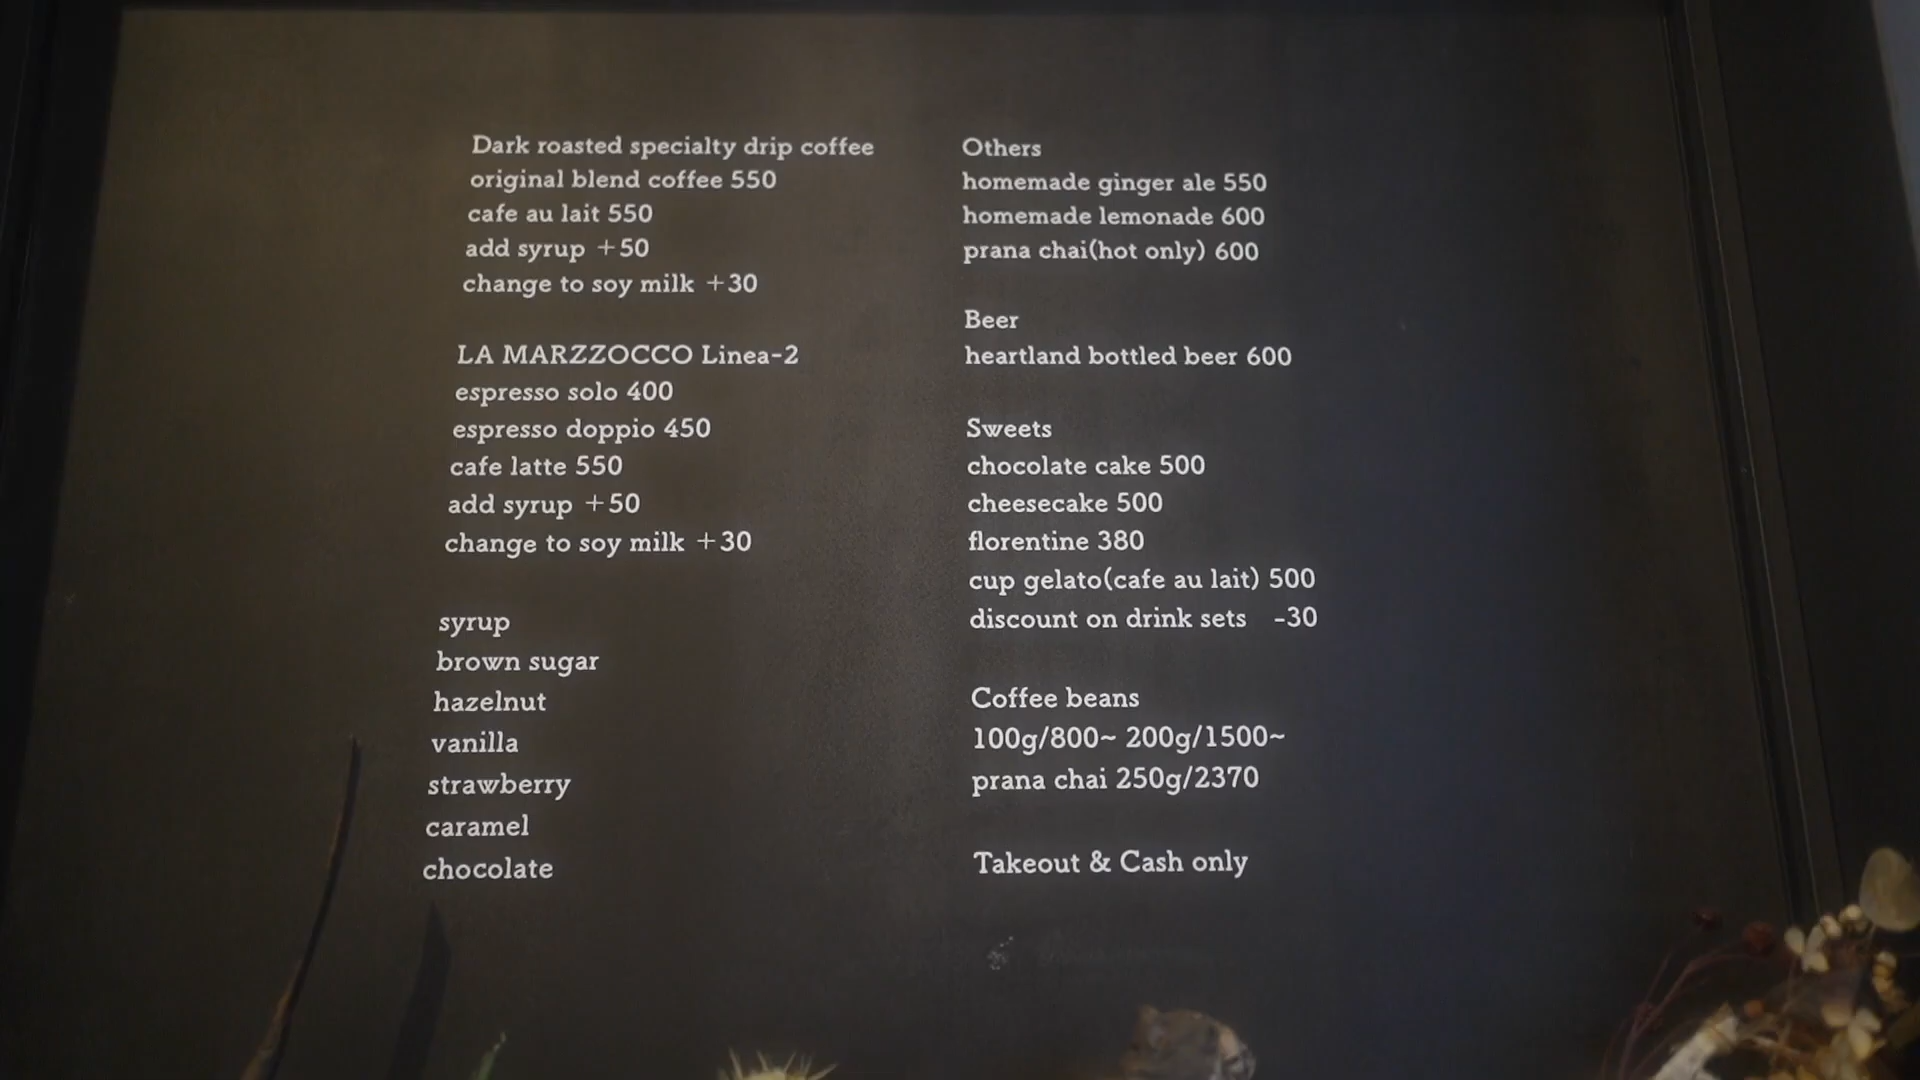 Dark roasted specialty drip coffee
original blend coffee 550
cafe au lait 550
add syrup +50
change to soy milk +30
LA MARZZOCCO Linea-2
espresso solo 400
espresso doppio 450
cafe latte 550
add syrup +50
change to soy milk +30
syrup
brown sugar
hazelnut
vanilla
strawberry
caramel
chocolate
Others
homemade ginger ale 550
homemade lemonade 600
prana chai(hot only) 600
Beer
heartland bottled beer 600
Sweets
chocolate cake 500
cheesecake 500
florentine 380
cup gelato(cafe au lait) 500
discount on drink sets -30
Coffee beans
100g/800~ 200g/1500~
prana chai 250g/2370
Takeout & Cash only